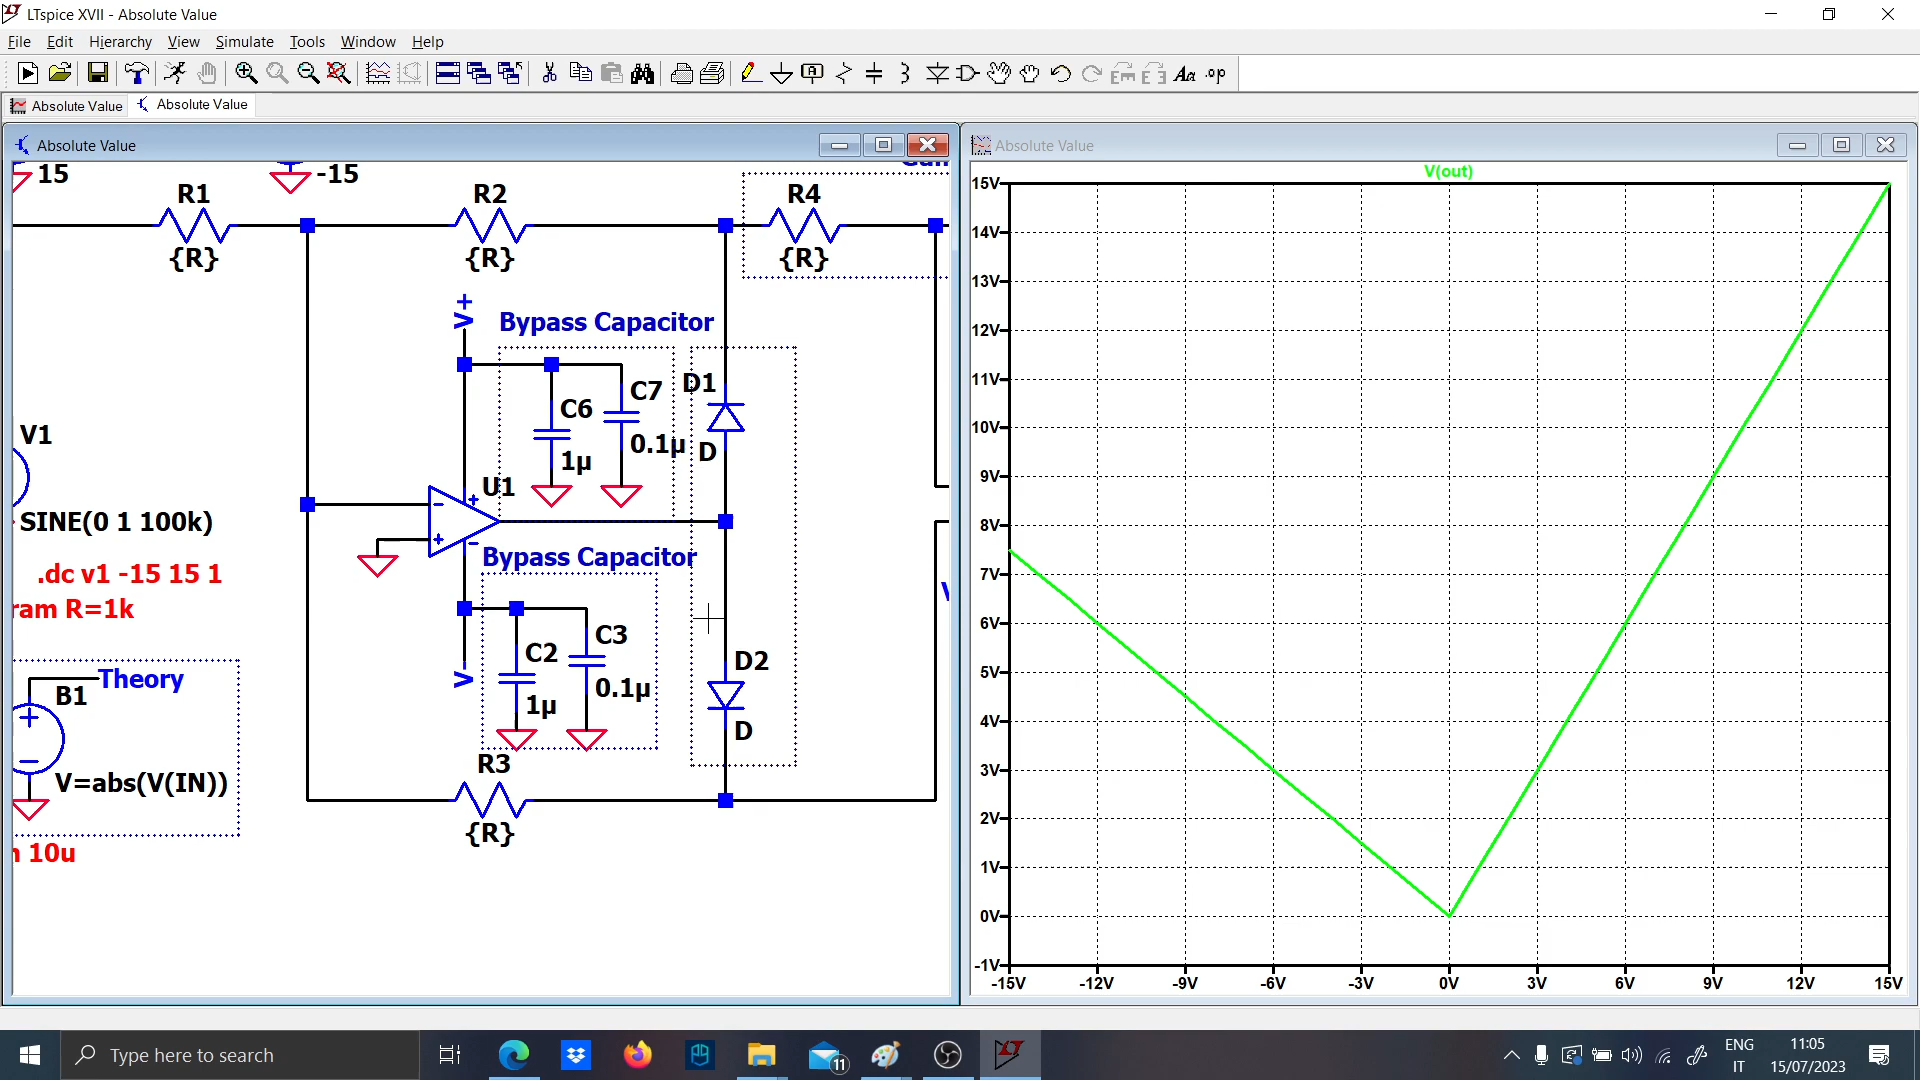 LTspice XVII - Absolute Value
File Edit Hierarchy View Simulate Tools Window Help
Absolute Value Absolute Value
Absolute Value
15 -15
R1 R2 R4
{R} {R} {R}
V+
Bypass Capacitor
D1
C7
C6
0.1µ D
1µ
V1
U1
SINE(0 1 100k)
Bypass Capacitor
.dc v1 -15 15 1
ram R=1k
C3
C2 D2
Theory
B1
V-
0.1µ
1µ
D
R3
V=abs(V(IN))
{R}
10u
Absolute Value
V(out)
15V
14V
13V
12V
11V
10V
9V
8V
7V
6V
5V
4V
3V
2V
1V
0V
-1V
-15V -12V -9V -6V -3V 0V 3V 6V 9V 12V 15V
Type here to search
11
ENG
IT
11:05
15/07/2023